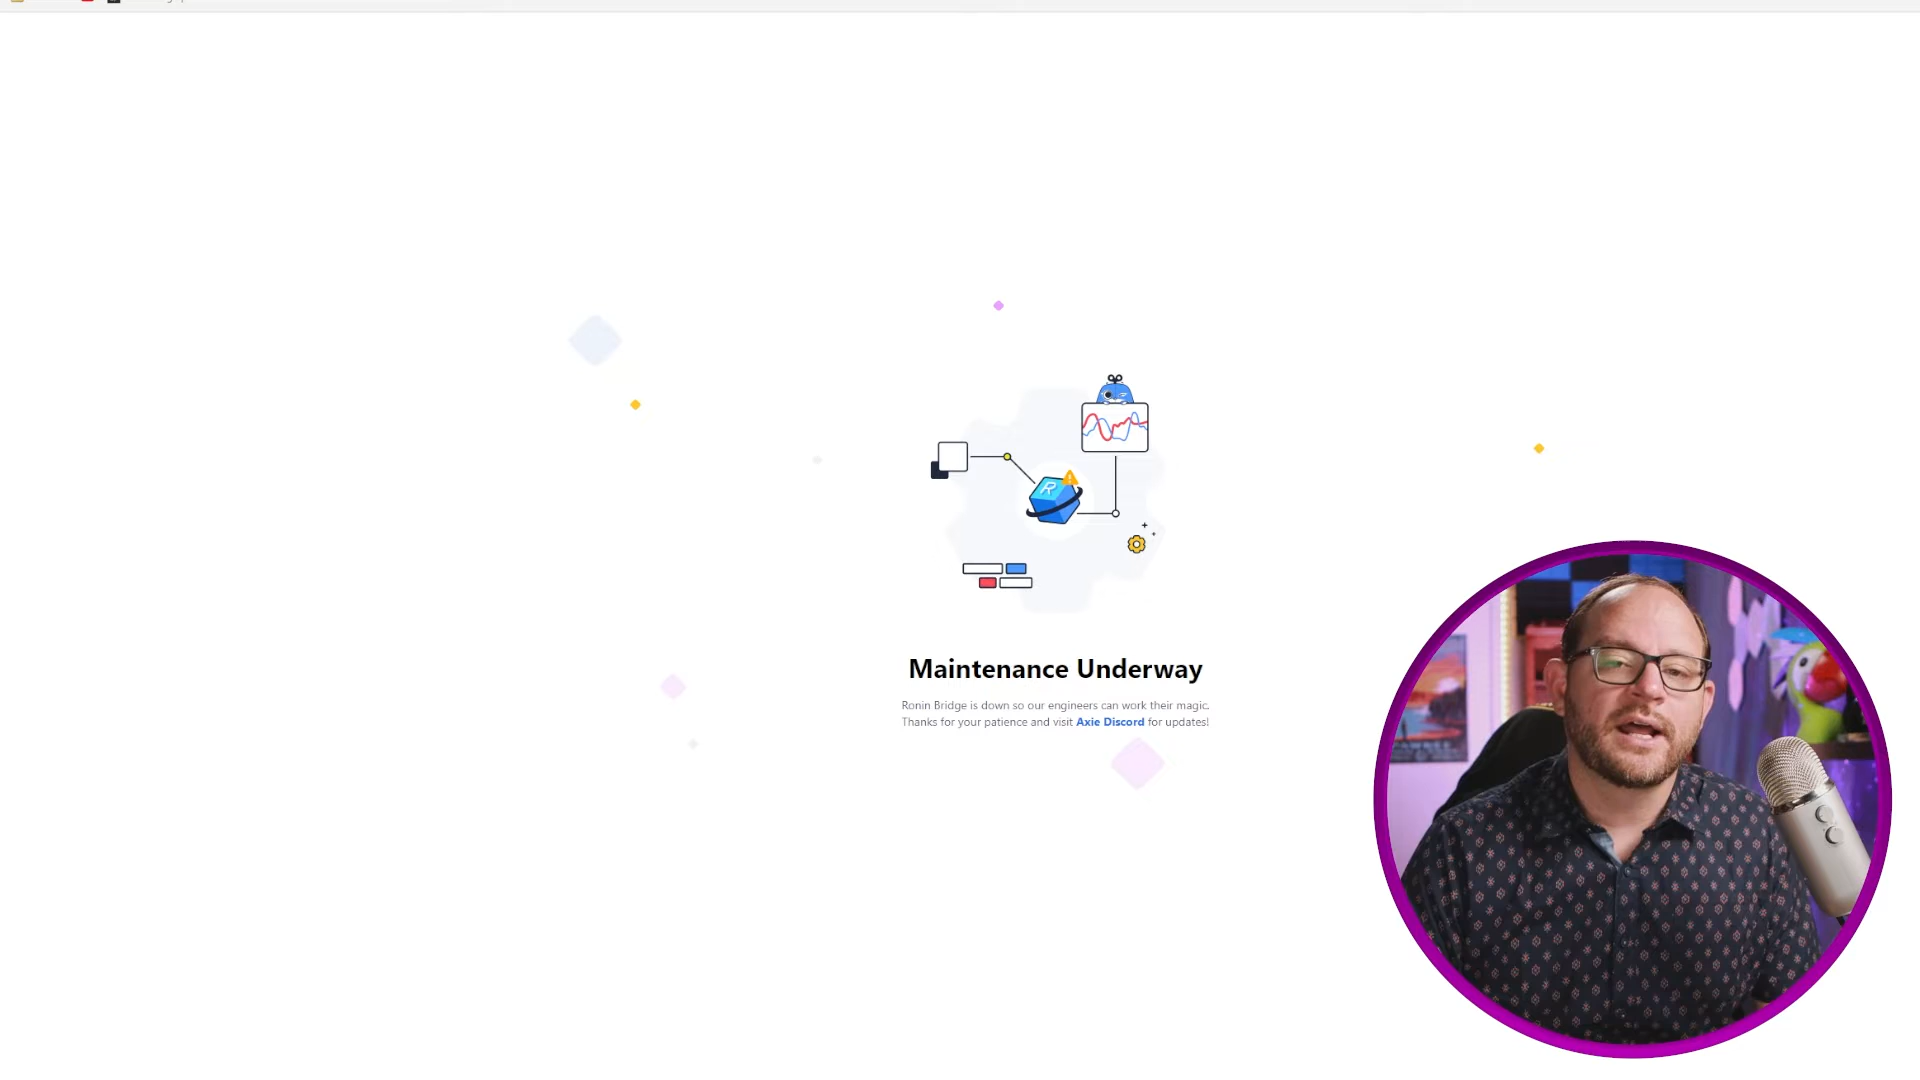 Maintenance Underway
Ronin Bridge is down so our engineers can work their magic.
Thanks for your patience and visit Axie Discord for updates!